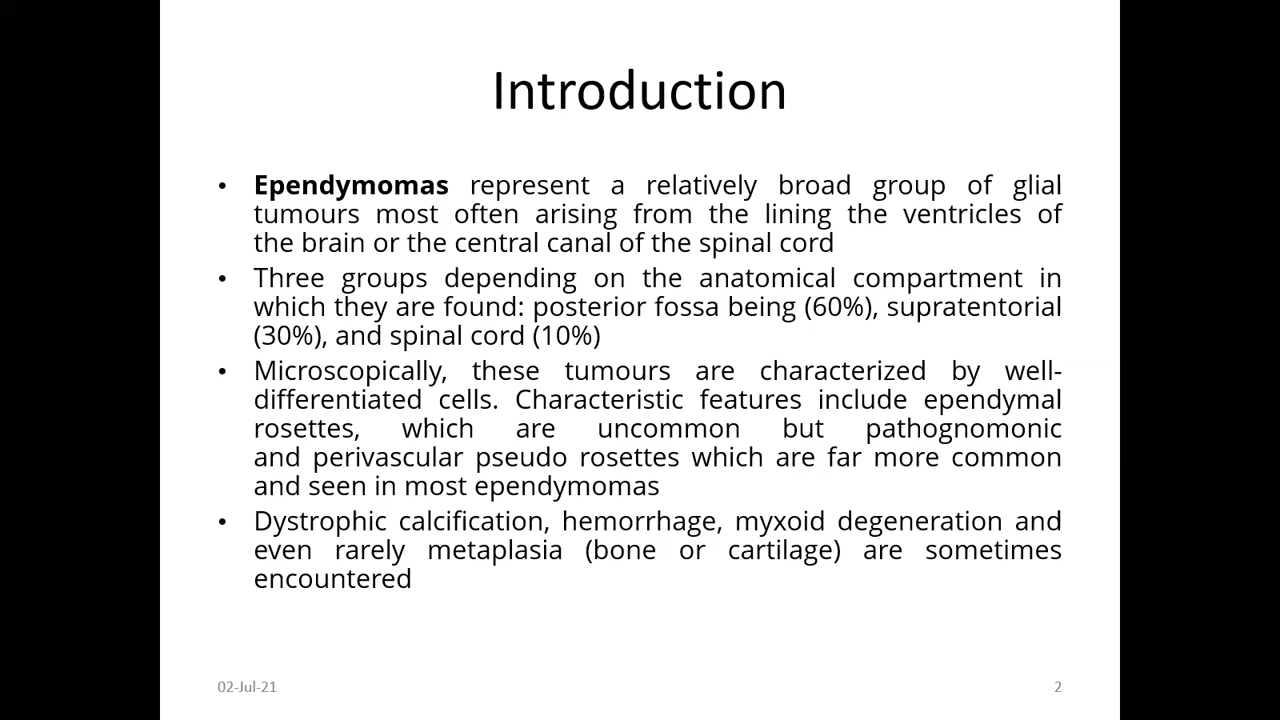 Introduction
• Ependymomas represent a relatively broad group of glial
tumours most often arising from the lining the ventricles of
the brain or the central canal of the spinal cord
• Three groups depending on the anatomical compartment in
which they are found: posterior fossa being (60%), supratentorial
(30%), and spinal cord (10%)
• Microscopically, these tumours are characterized by well-
differentiated cells. Characteristic features include ependymal
rosettes, which are uncommon but pathognomonic
and perivascular pseudo rosettes which are far more common
and seen in most ependymomas
• Dystrophic calcification, hemorrhage, myxoid degeneration and
even rarely metaplasia (bone or cartilage) are sometimes
encountered
02-Jul-21
2